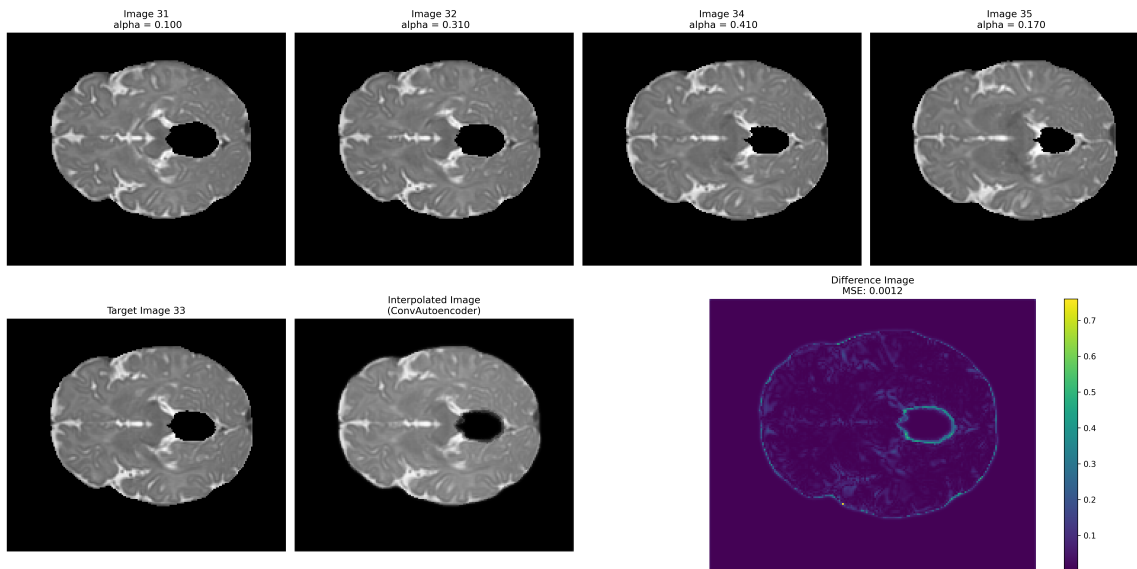 Image 31
alpha = 0.100
Image 32
alpha = 0.310
Image 34
alpha = 0.410
Image 35
alpha = 0.170
Target Image 33
Interpolated Image
(ConvAutoencoder)
Difference Image
MSE: 0.0012
0.7
0.6
0.5
0.4
0.3
0.2
0.1